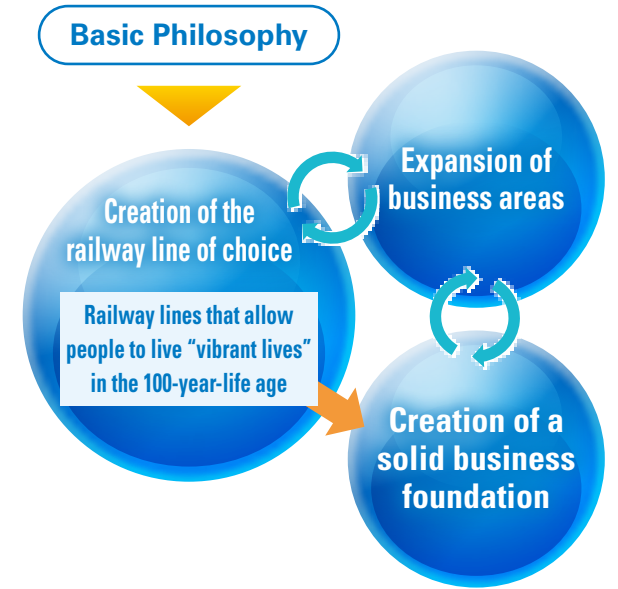 Basic Philosophy
Creation of the
railway line of choice
Railway lines that allow
people to live “vibrant lives”
in the 100-year-life age
Expansion of
business areas
Creation of a
solid business
foundation